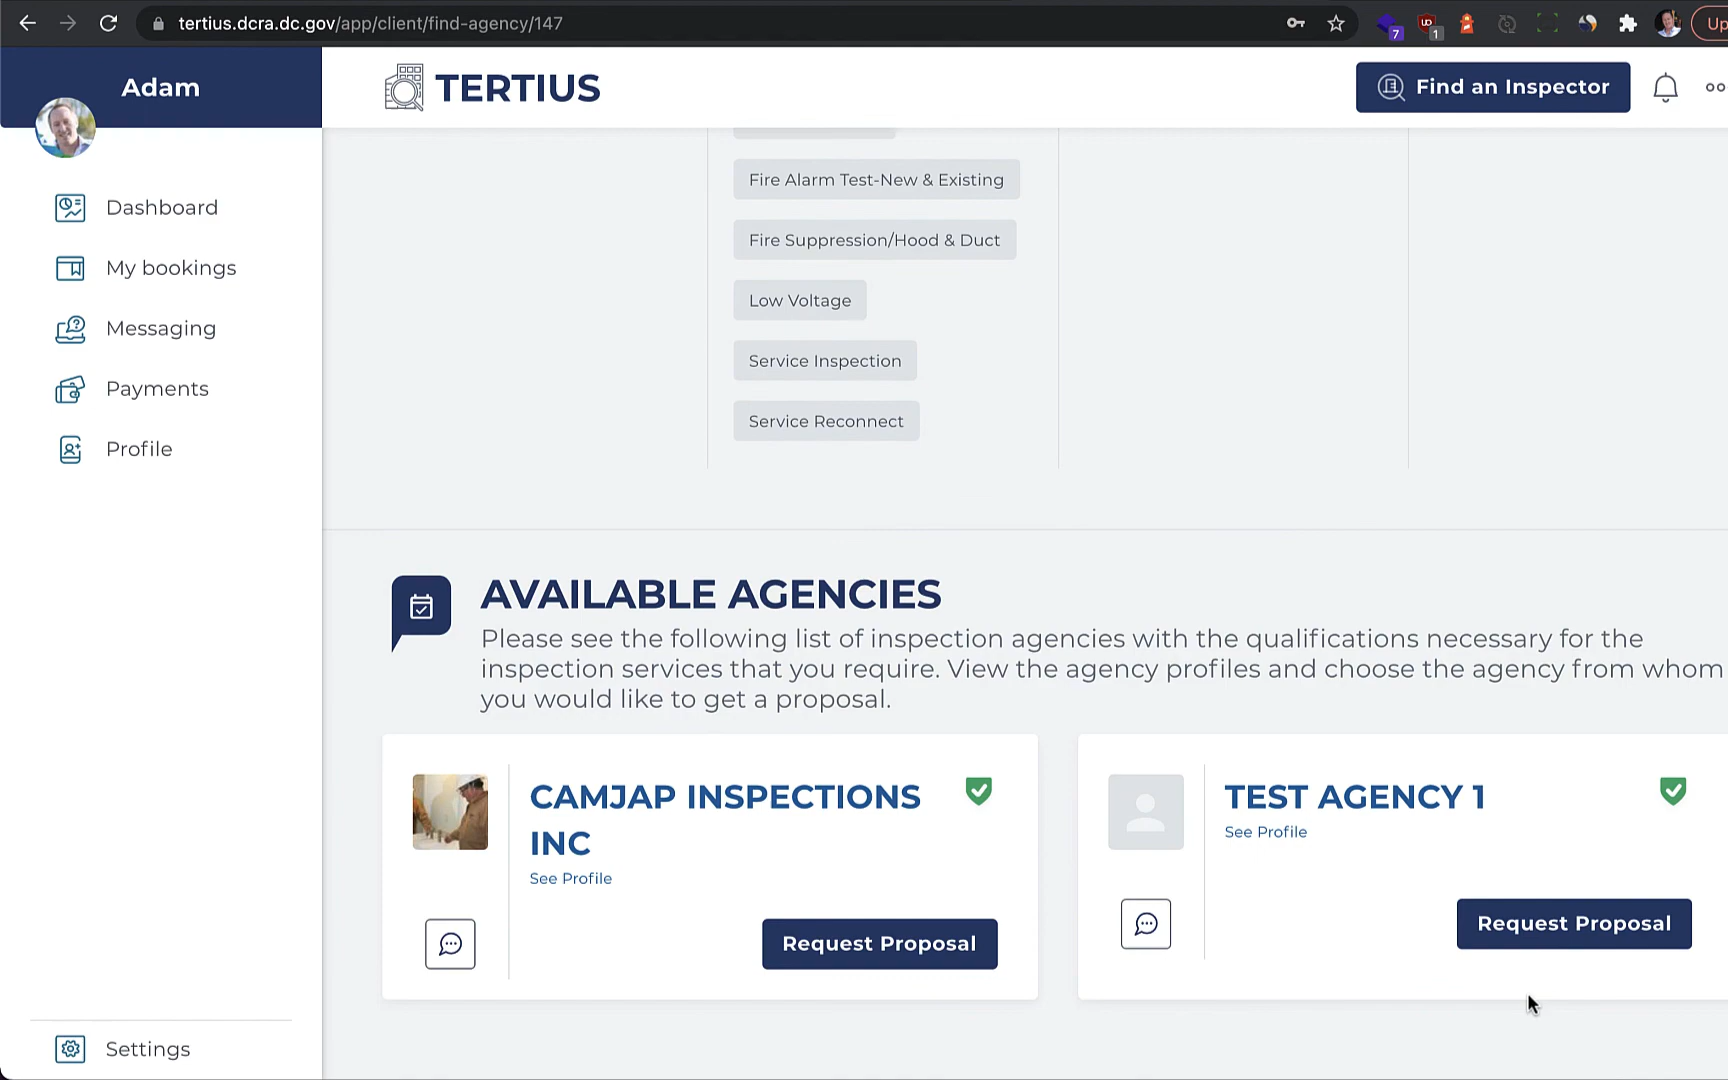 tertius.dcra.dc.gov/app/client/find-agency/147
7
1
Up
Adam
TERTIUS
Find an Inspector
Dashboard
My bookings
Messaging
Payments
Profile
Settings
Fire Alarm Test-New & Existing
Fire Suppression/Hood & Duct
Low Voltage
Service Inspection
Service Reconnect
AVAILABLE AGENCIES
Please see the following list of inspection agencies with the qualifications necessary for the
inspection services that you require. View the agency profiles and choose the agency from whom
you would like to get a proposal.
CAMJAP INSPECTIONS
INC
See Profile
Request Proposal
TEST AGENCY 1
See Profile
Request Proposal